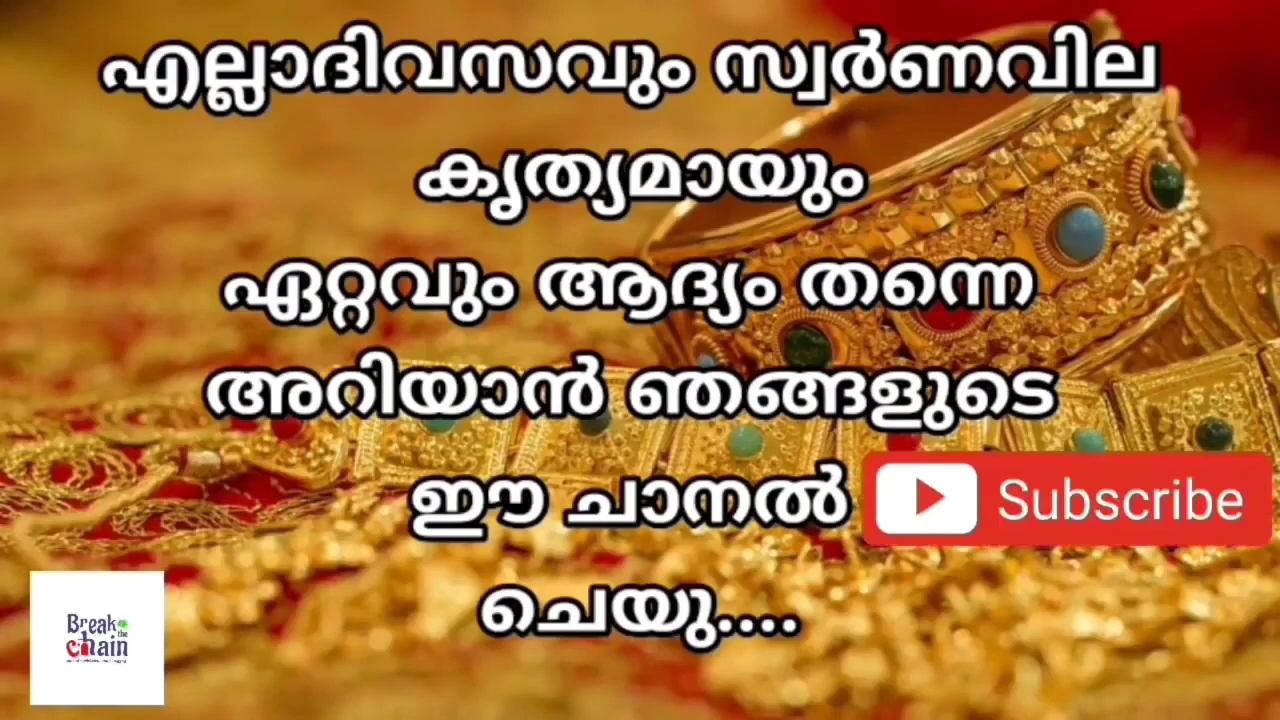 എല്ലാദിവസവും സ്വർണവില
കൃത്യമായും
ഏറ്റവും ആദ്യം തന്നെ
അറിയാൻ ഞങ്ങളുടെ
ഈ ചാനൽ Subscribe
ചെയു....
Break
the
chain